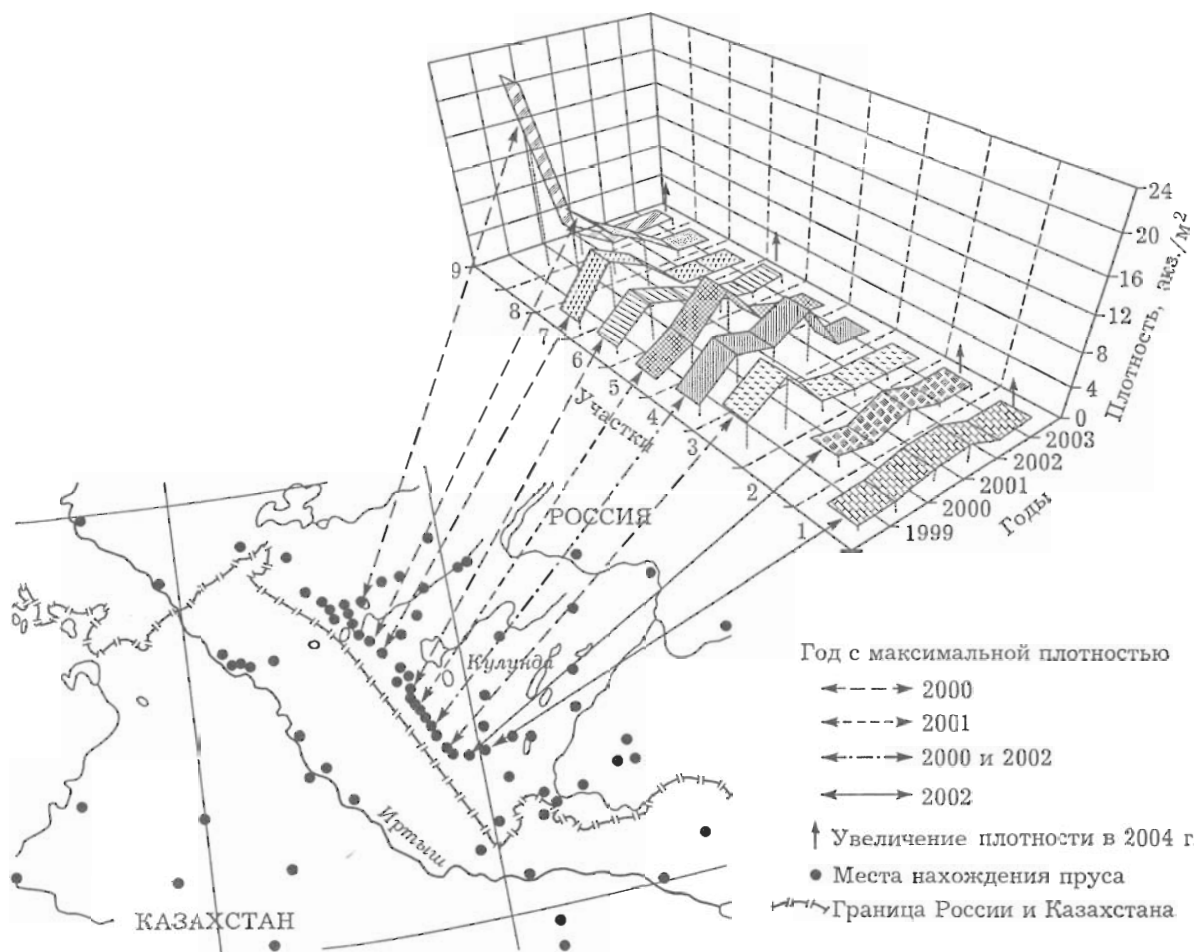 24
20
16
12
8
4
0
Плотность, экз./м²
9
8
7
6
5
4
3
2
1
Участки
1999
2000
2001
2002
2003
Годы
РОССИЯ
Кулунда
Иртыш
КАЗАХСТАН
Год с максимальной плотностью
2000
2001
2000 и 2002
2002
Увеличение плотности в 2004 г.
Места нахождения пруса
Граница России и Казахстана